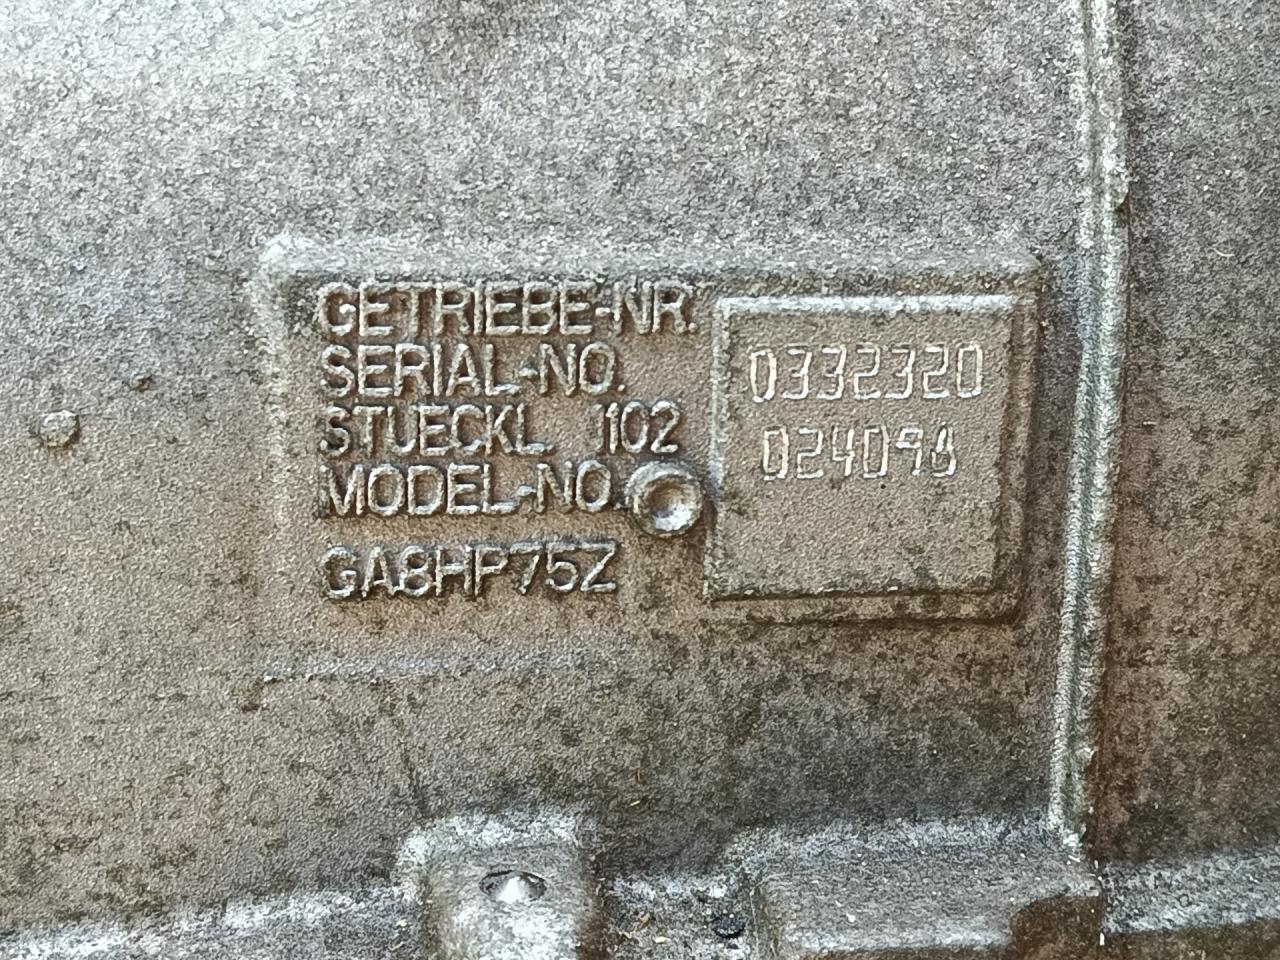 GETRIEBE-NR.
SERIAL-NO. 0332320
STUECKL. 1102
MODEL-NO. 024098
GA8HP75Z